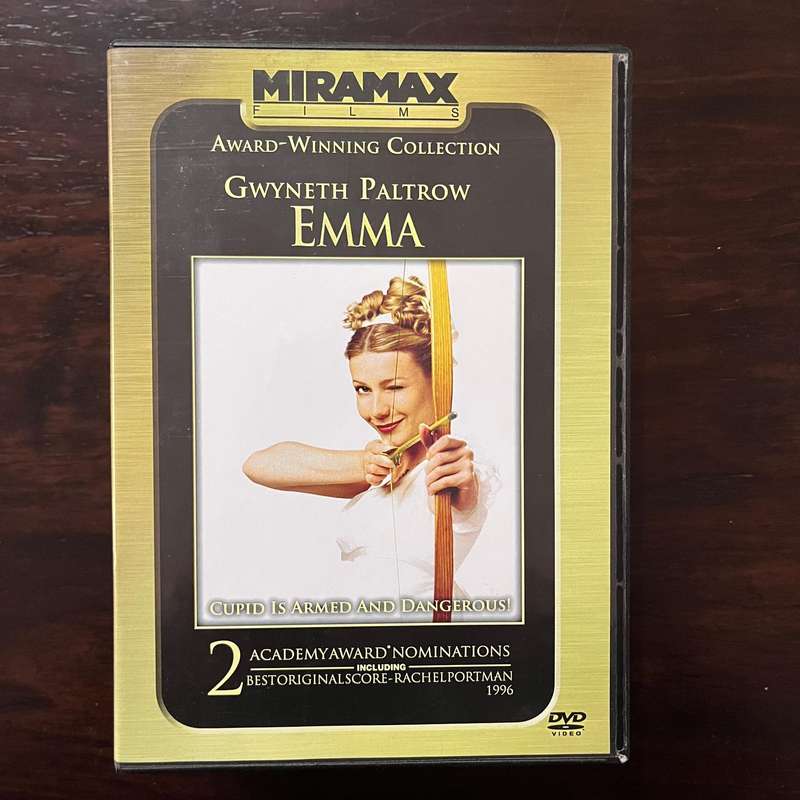 MIRAMAX
FILMS
AWARD-WINNING COLLECTION
GWYNETH PALTROW
EMMA
CUPID IS ARMED AND DANGEROUS!
2 ACADEMYAWARD®NOMINATIONS
INCLUDING
BESTORIGINALSCORE-RACHELPORTMAN
1996
DVD
VIDEO